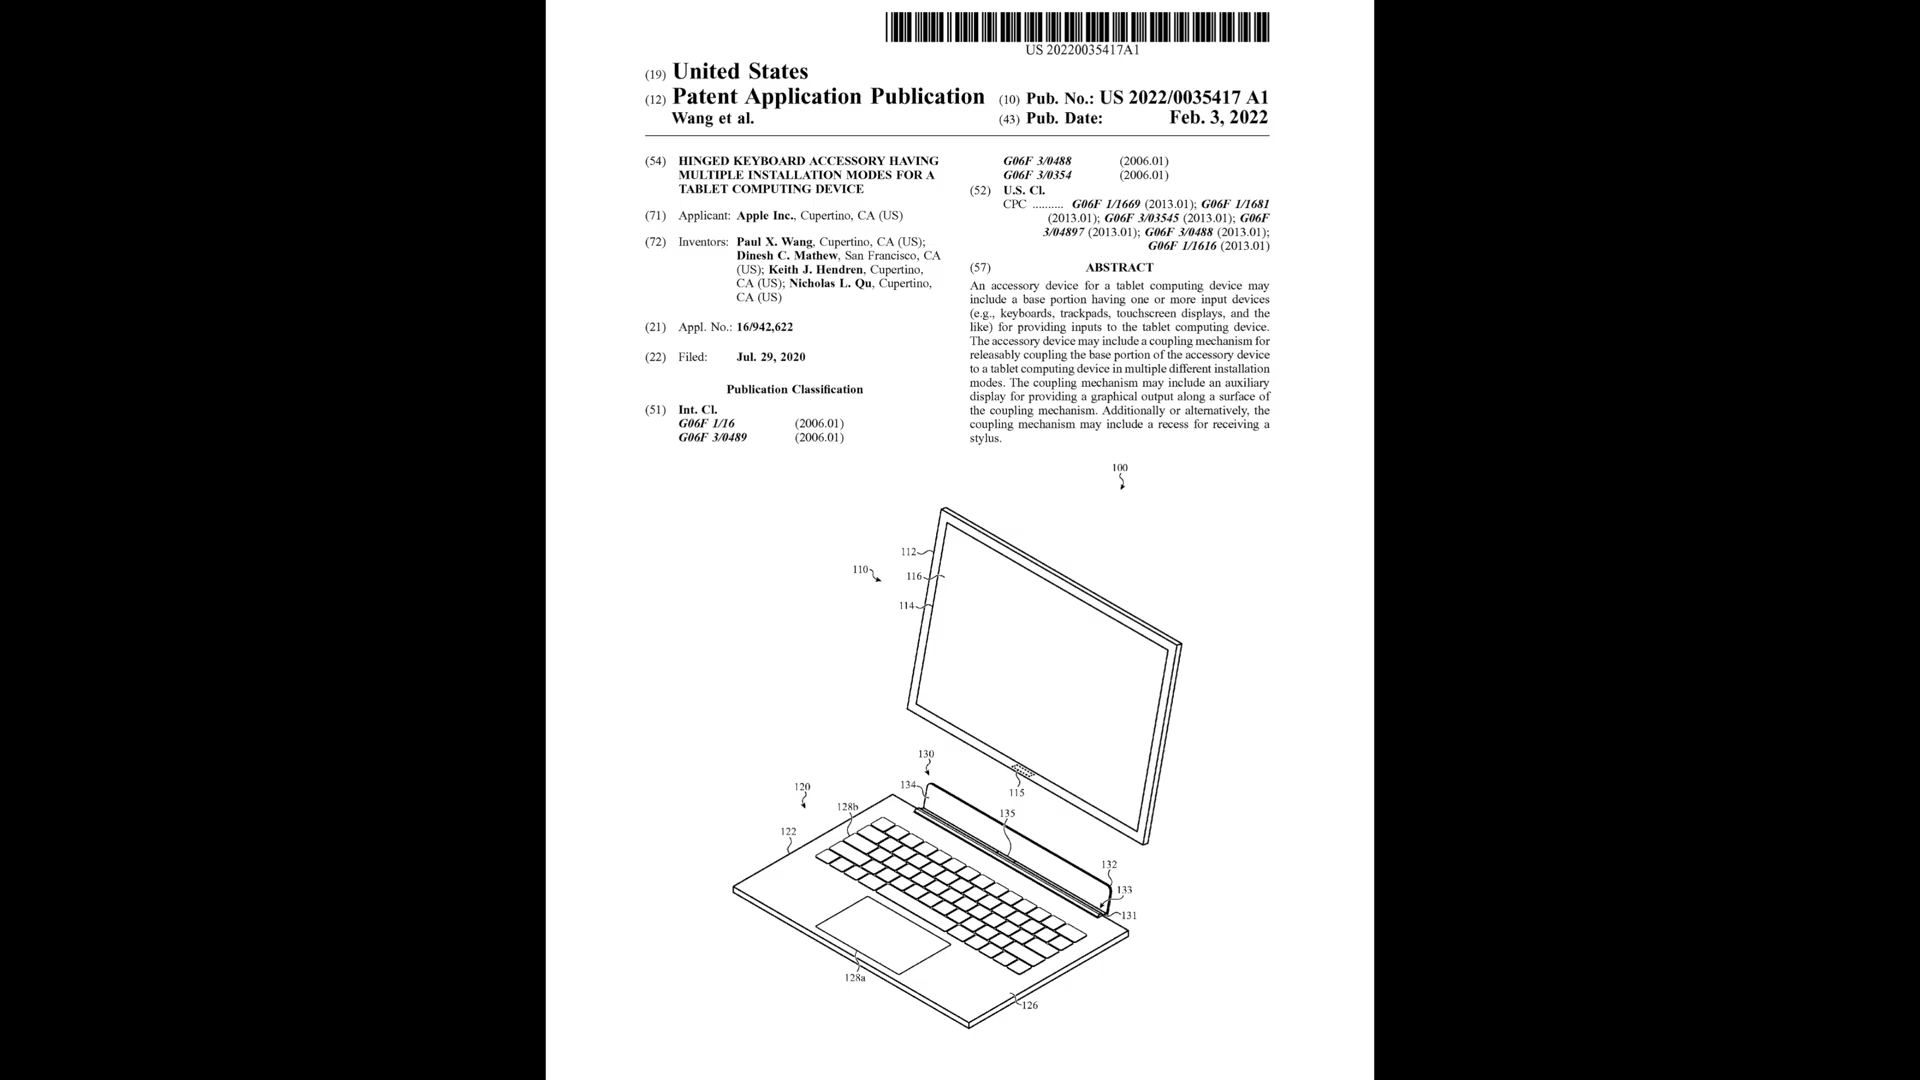 US 20220035417A1
(19) United States
(12) Patent Application Publication
Wang et al.
(10) Pub. No.: US 2022/0035417 A1
(43) Pub. Date: Feb. 3, 2022
(54) HINGED KEYBOARD ACCESSORY HAVING
MULTIPLE INSTALLATION MODES FOR A
TABLET COMPUTING DEVICE
(71) Applicant: Apple Inc., Cupertino, CA (US)
(72) Inventors: Paul X. Wang, Cupertino, CA (US);
Dinesh C. Mathew, San Francisco, CA
(US); Keith J. Hendren, Cupertino,
CA (US); Nicholas L. Qu, Cupertino,
CA (US)
(21) Appl. No.: 16/942,622
(22) Filed: Jul. 29, 2020
Publication Classification
(51) Int. Cl.
G06F 1/16 (2006.01)
G06F 3/0489 (2006.01)
G06F 3/0488 (2006.01)
G06F 3/0354 (2006.01)
(52) U.S. Cl.
CPC .......... G06F 1/1669 (2013.01); G06F 1/1681
(2013.01); G06F 3/03545 (2013.01); G06F
3/04897 (2013.01); G06F 3/0488 (2013.01);
G06F 1/1616 (2013.01)
(57) ABSTRACT
An accessory device for a tablet computing device may
include a base portion having one or more input devices
(e.g., keyboards, trackpads, touchscreen displays, and the
like) for providing inputs to the tablet computing device.
The accessory device may include a coupling mechanism for
releasably coupling the base portion of the accessory device
to a tablet computing device in multiple different installation
modes. The coupling mechanism may include an auxiliary
display for providing a graphical output along a surface of
the coupling mechanism. Additionally or alternatively, the
coupling mechanism may include a recess for receiving a
stylus.
100
112
110
116
114
130
134
115
120
128b
135
122
132
133
131
128a
126